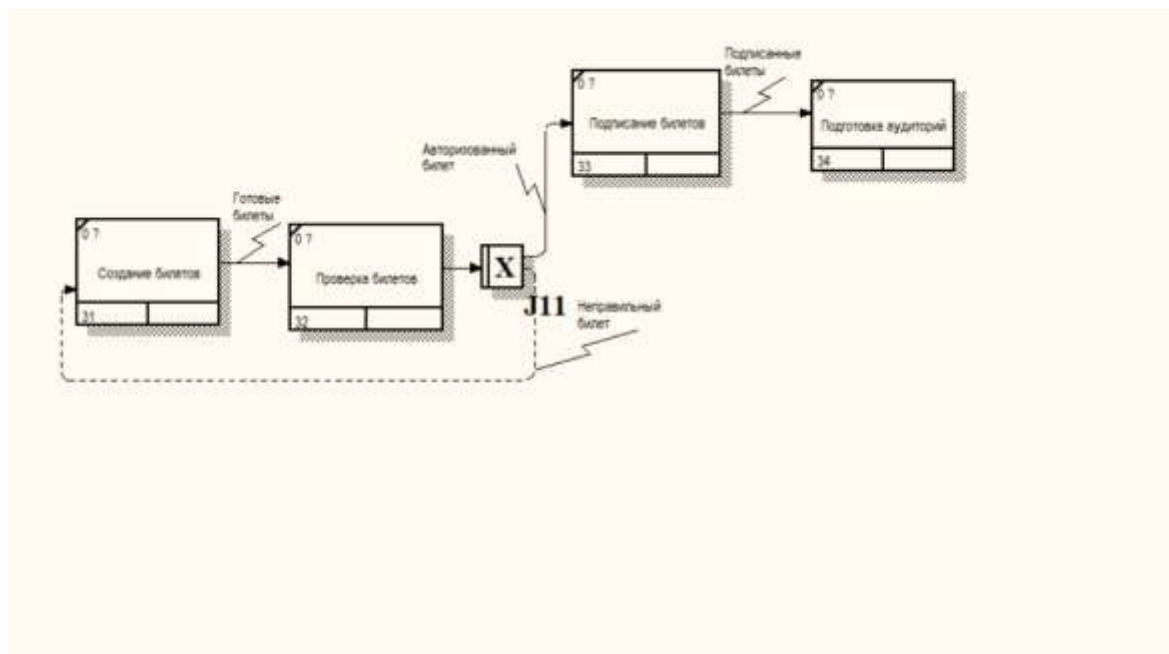 Подписанные
билеты
0 ?
Подписание билетов
33
0 ?
Подготовка аудиторий
34
Авторизованный
билет
Готовые
билеты
0 ?
Создание билетов
31
0 ?
Проверка билетов
32
X
J11
Неправильный
билет